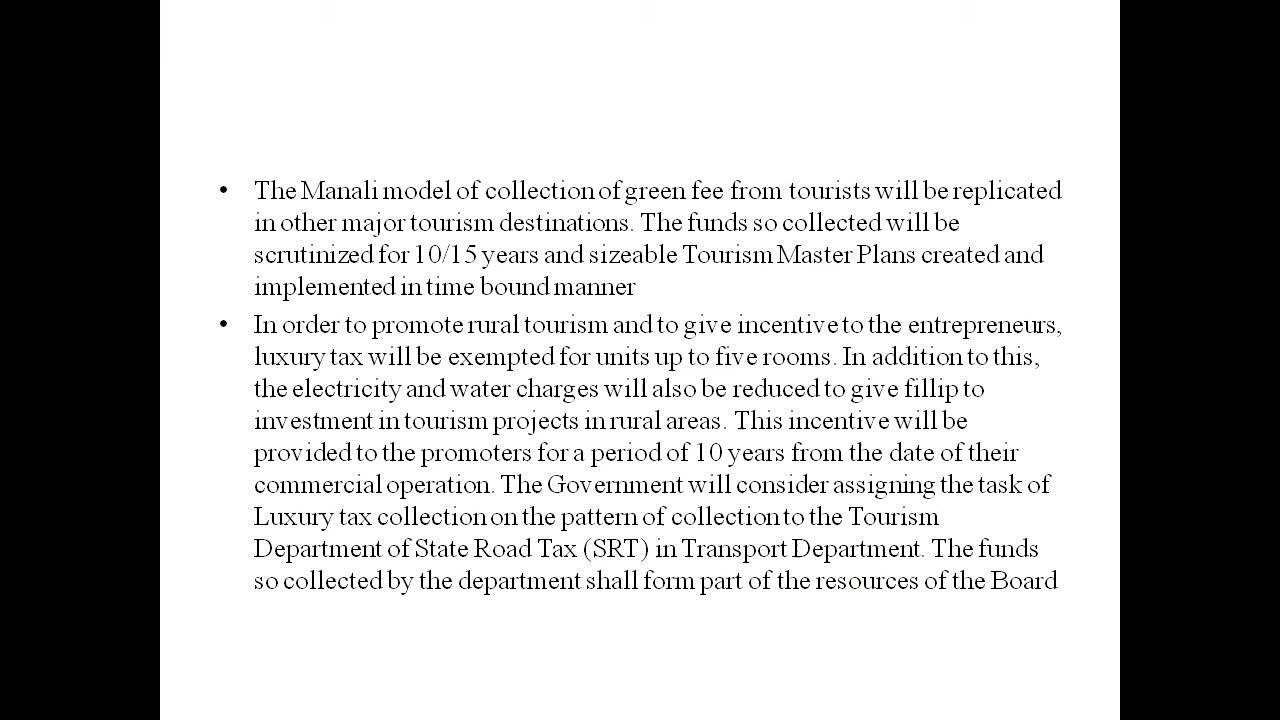 • The Manali model of collection of green fee from tourists will be replicated
in other major tourism destinations. The funds so collected will be
scrutinized for 10/15 years and sizeable Tourism Master Plans created and
implemented in time bound manner
• In order to promote rural tourism and to give incentive to the entrepreneurs,
luxury tax will be exempted for units up to five rooms. In addition to this,
the electricity and water charges will also be reduced to give fillip to
investment in tourism projects in rural areas. This incentive will be
provided to the promoters for a period of 10 years from the date of their
commercial operation. The Government will consider assigning the task of
Luxury tax collection on the pattern of collection to the Tourism
Department of State Road Tax (SRT) in Transport Department. The funds
so collected by the department shall form part of the resources of the Board